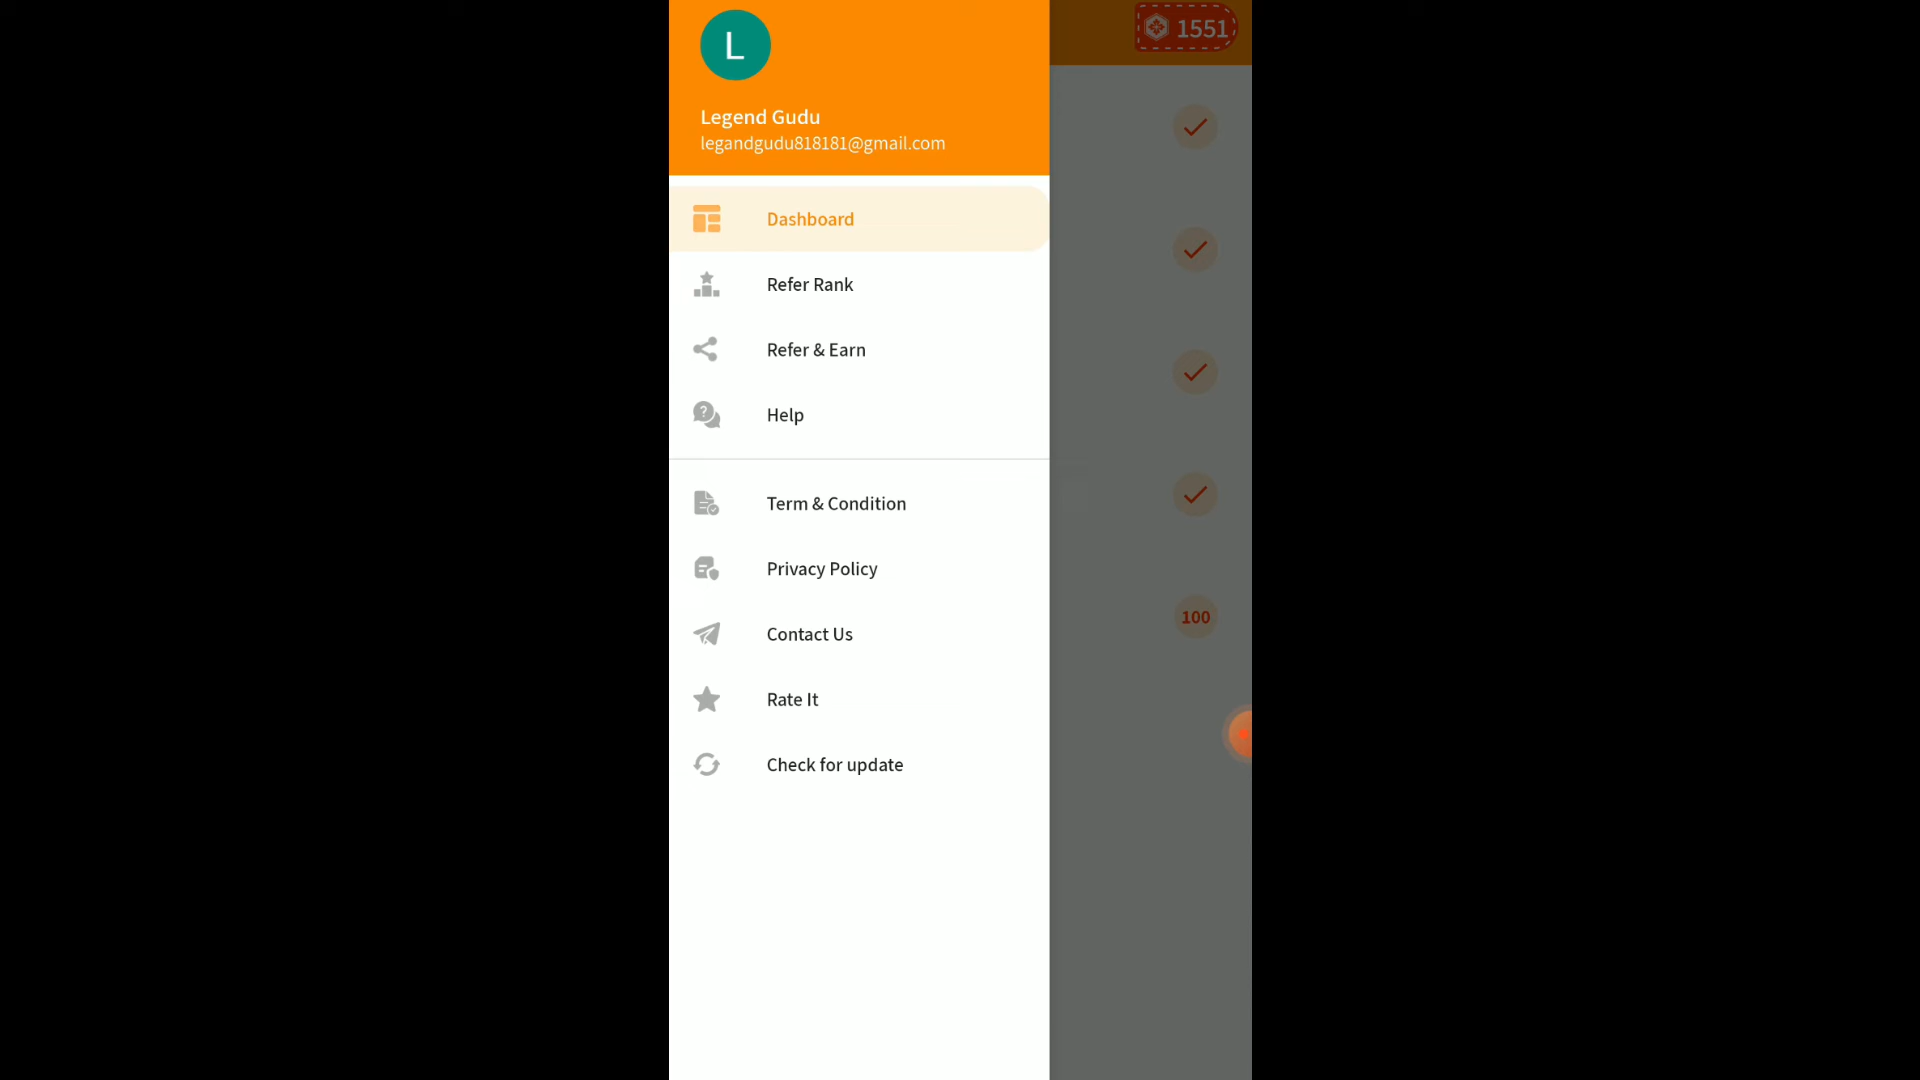 L
1551
Legend Gudu
legandgudu818181@gmail.com
Dashboard
Refer Rank
Refer & Earn
Help
Term & Condition
Privacy Policy
100
Contact Us
Rate It
Check for update